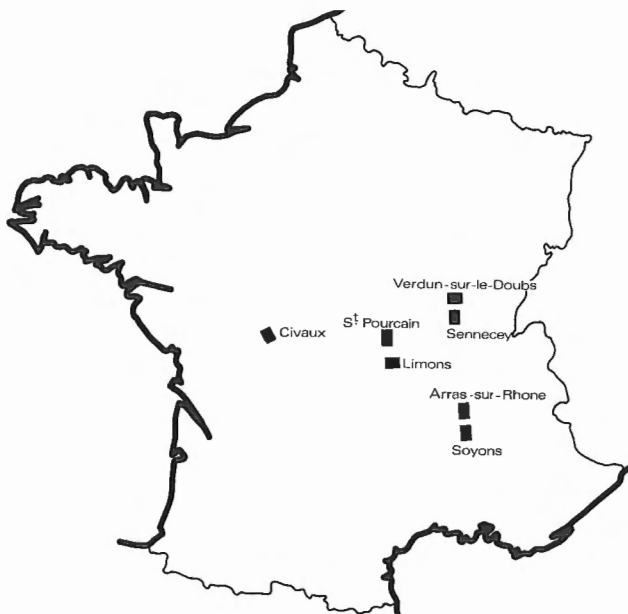 Verdun-sur-le-Doubs
St Pourcain
Sennecey
Civaux
Limons
Arras-sur-Rhone
Soyons